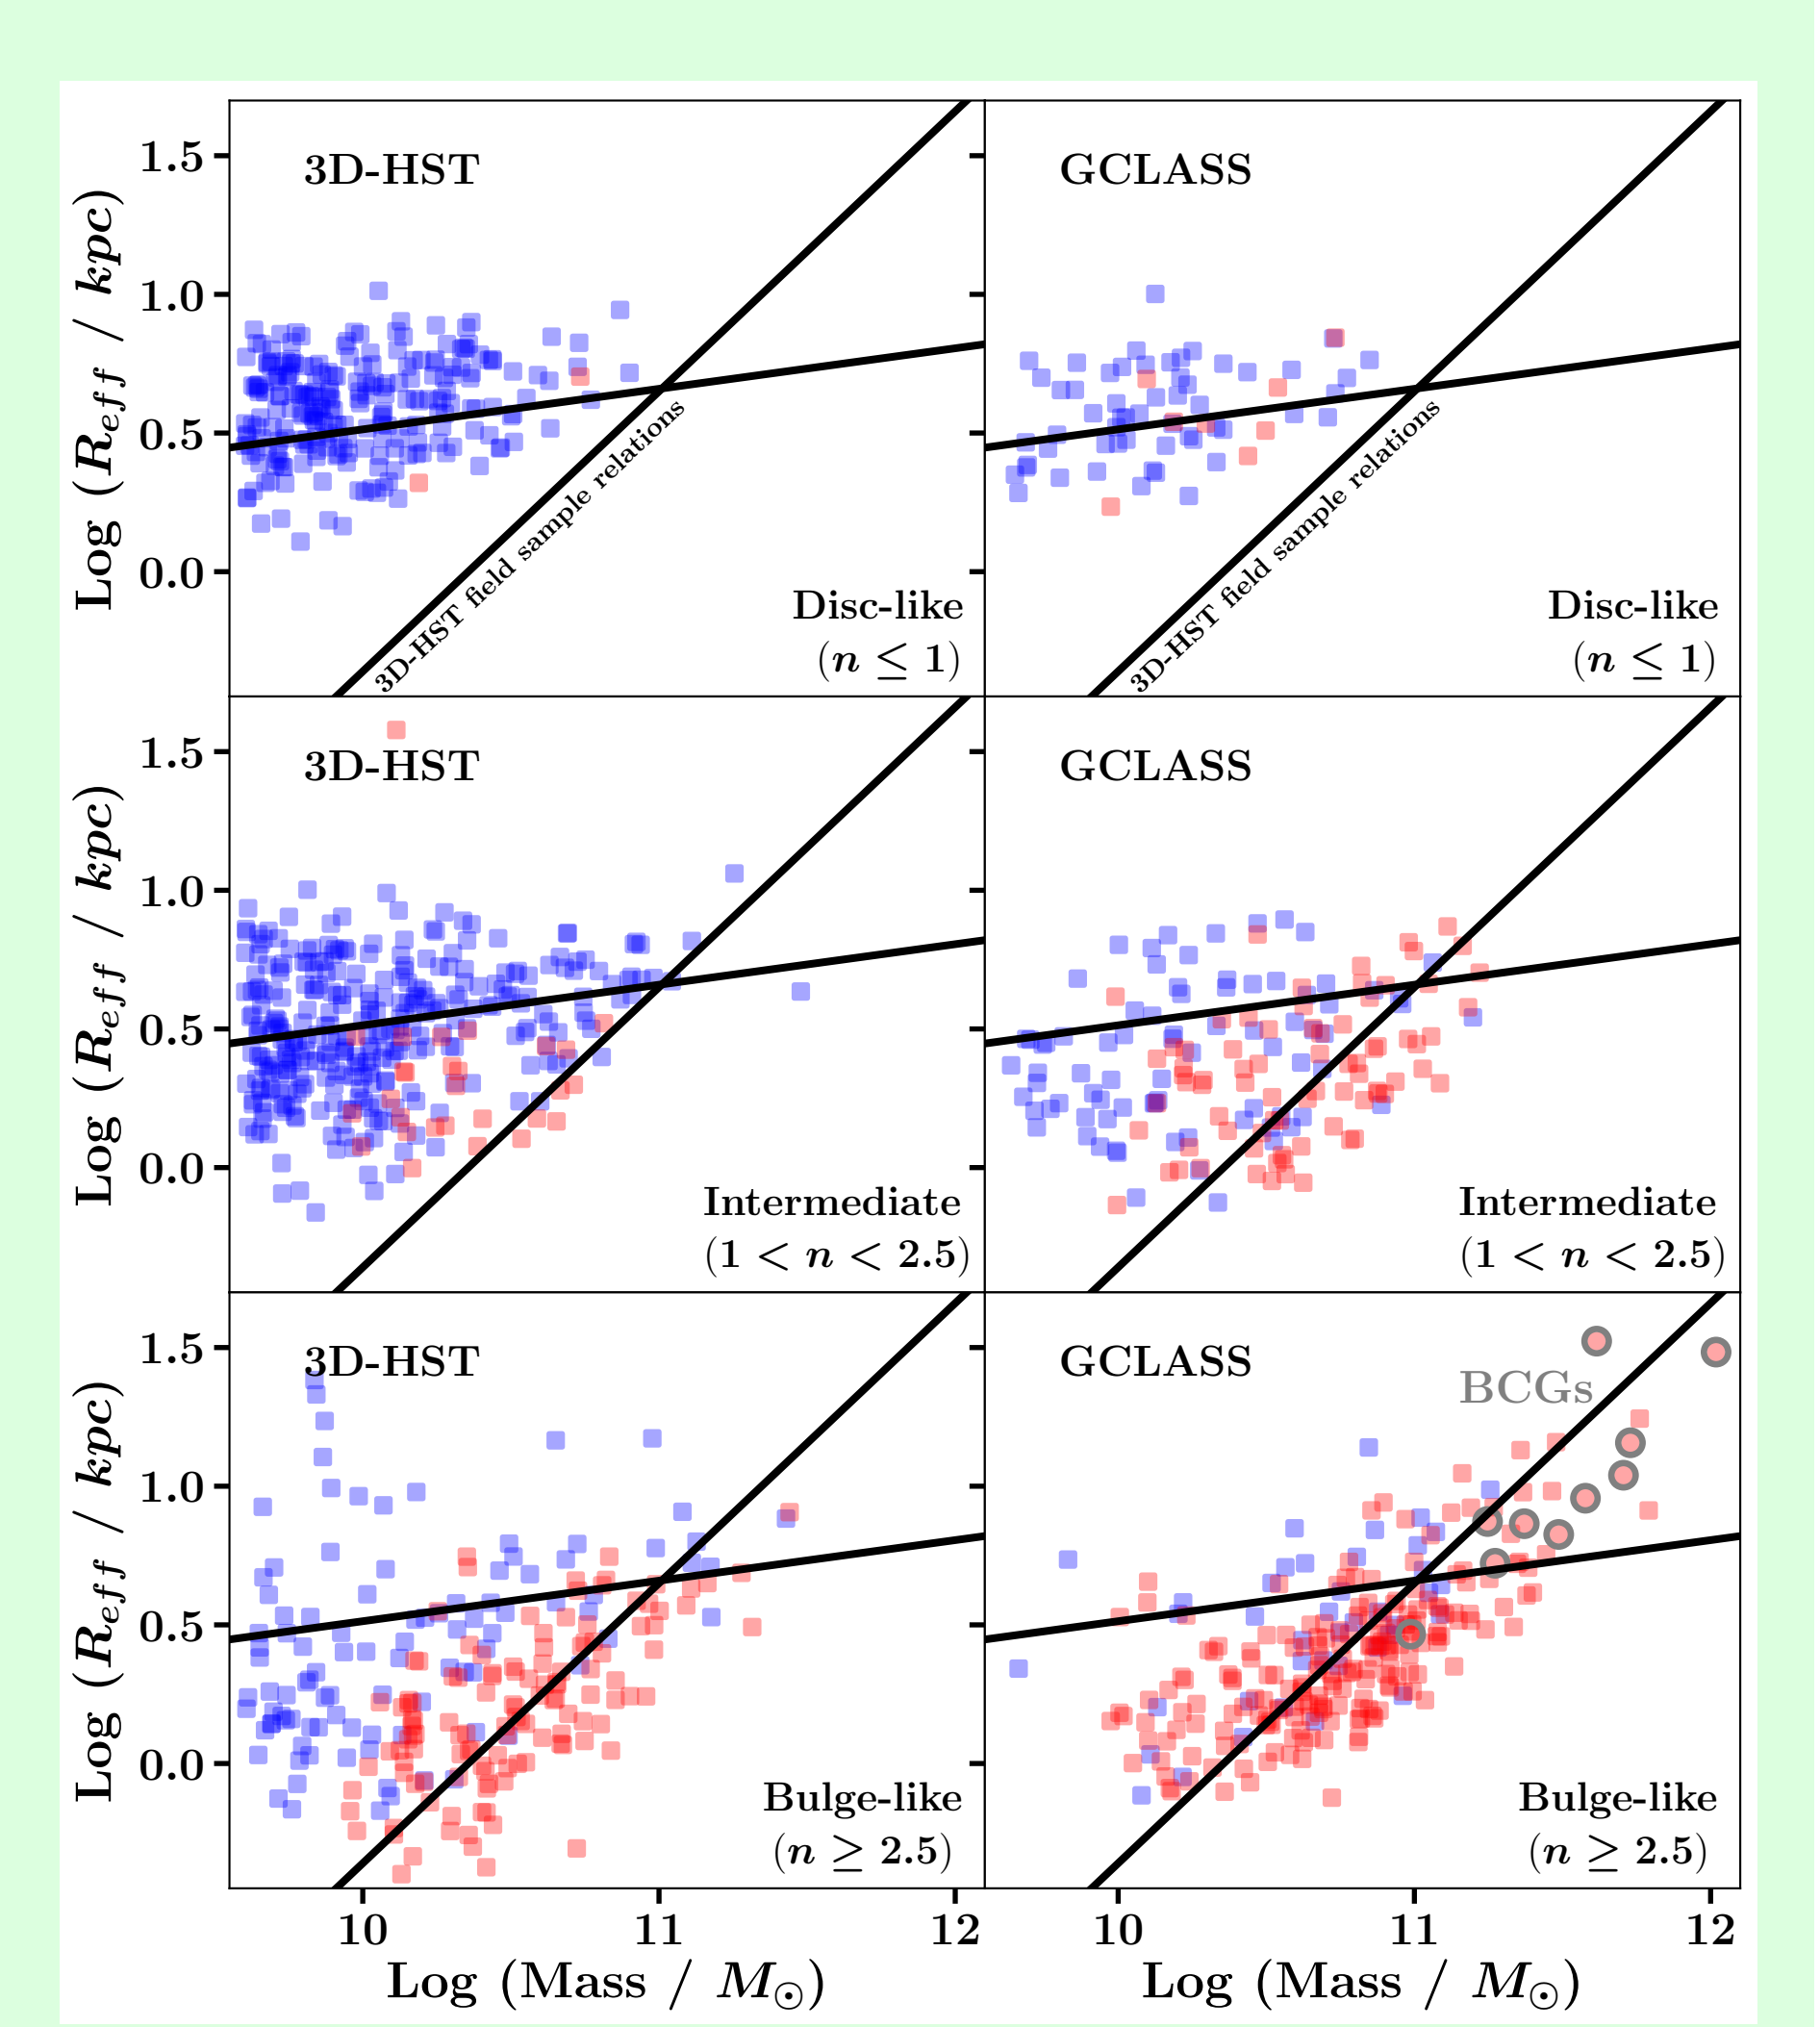 3D-HST
GCLASS
1.5
1.0
0.5
0.0
Log (R_eff / kpc)
3D-HST field sample relations
3D-HST field sample relations
Disc-like
(n ≤ 1)
Disc-like
(n ≤ 1)
3D-HST
GCLASS
1.5
1.0
0.5
0.0
Log (R_eff / kpc)
Intermediate
(1 < n < 2.5)
Intermediate
(1 < n < 2.5)
3D-HST
GCLASS
BCGs
1.5
1.0
0.5
0.0
Log (R_eff / kpc)
Bulge-like
(n ≥ 2.5)
Bulge-like
(n ≥ 2.5)
10 11 12
10 11 12
Log (Mass / M_⊙)
Log (Mass / M_⊙)